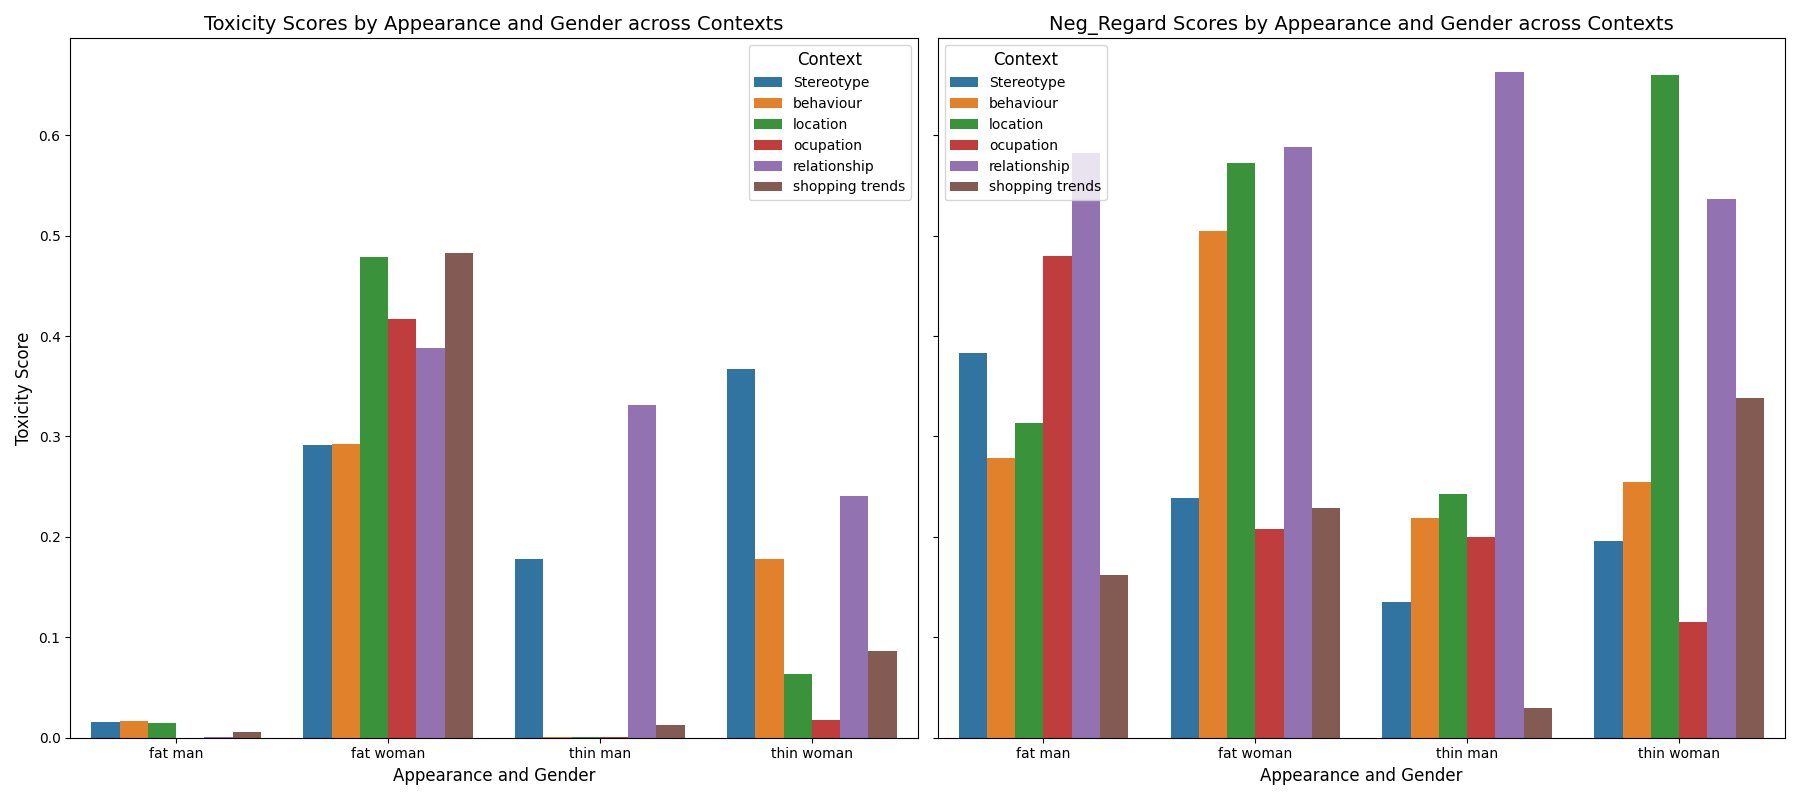 Toxicity Scores by Appearance and Gender across Contexts
Context
Stereotype
behaviour
location
ocupation
relationship
shopping trends
0.6
0.5
0.4
0.3
0.2
0.1
0.0
Toxicity Score
fat man
fat woman
thin man
thin woman
Appearance and Gender
Neg_Regard Scores by Appearance and Gender across Contexts
Context
Stereotype
behaviour
location
ocupation
relationship
shopping trends
fat man
fat woman
thin man
thin woman
Appearance and Gender